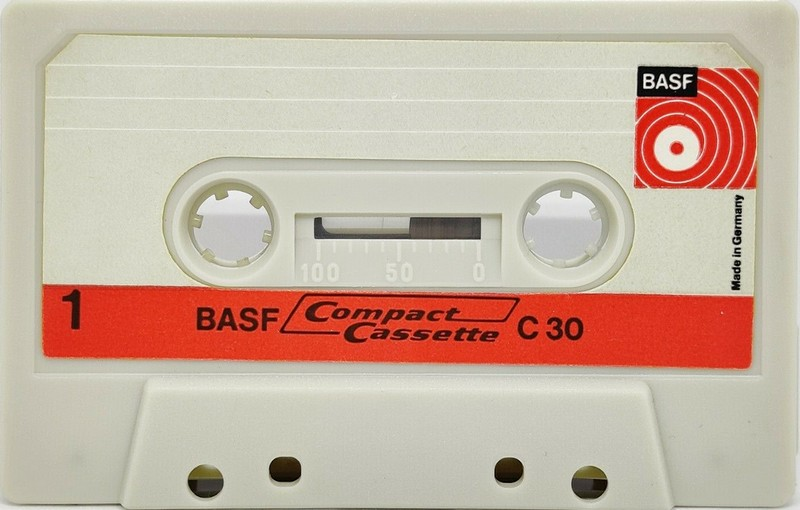 BASF
Made in Germany
100 50 0
1
BASF Compact Cassette C 30